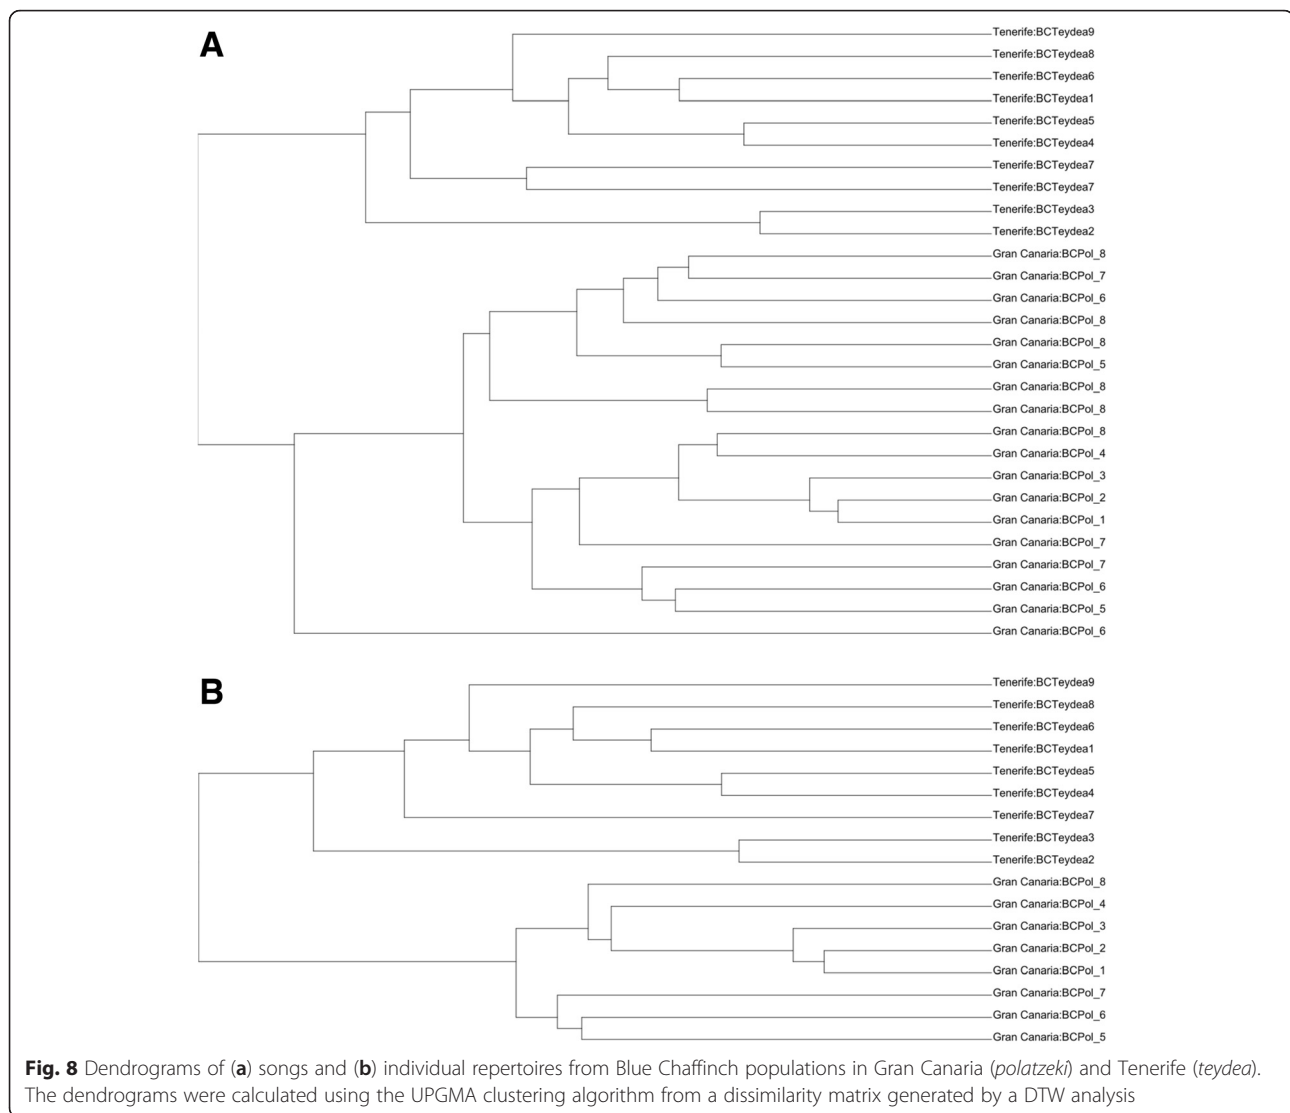 A
Tenerife:BCTeydea9
Tenerife:BCTeydea8
Tenerife:BCTeydea6
Tenerife:BCTeydea1
Tenerife:BCTeydea5
Tenerife:BCTeydea4
Tenerife:BCTeydea7
Tenerife:BCTeydea7
Tenerife:BCTeydea3
Tenerife:BCTeydea2
Gran Canaria:BCPol_8
Gran Canaria:BCPol_7
Gran Canaria:BCPol_6
Gran Canaria:BCPol_8
Gran Canaria:BCPol_8
Gran Canaria:BCPol_5
Gran Canaria:BCPol_8
Gran Canaria:BCPol_8
Gran Canaria:BCPol_8
Gran Canaria:BCPol_4
Gran Canaria:BCPol_3
Gran Canaria:BCPol_2
Gran Canaria:BCPol_1
Gran Canaria:BCPol_7
Gran Canaria:BCPol_7
Gran Canaria:BCPol_6
Gran Canaria:BCPol_5
Gran Canaria:BCPol_6
B
Tenerife:BCTeydea9
Tenerife:BCTeydea8
Tenerife:BCTeydea6
Tenerife:BCTeydea1
Tenerife:BCTeydea5
Tenerife:BCTeydea4
Tenerife:BCTeydea7
Tenerife:BCTeydea3
Tenerife:BCTeydea2
Gran Canaria:BCPol_8
Gran Canaria:BCPol_4
Gran Canaria:BCPol_3
Gran Canaria:BCPol_2
Gran Canaria:BCPol_1
Gran Canaria:BCPol_7
Gran Canaria:BCPol_6
Gran Canaria:BCPol_5
Fig. 8 Dendrograms of (a) songs and (b) individual repertoires from Blue Chaffinch populations in Gran Canaria (polatzeki) and Tenerife (teydea).
The dendrograms were calculated using the UPGMA clustering algorithm from a dissimilarity matrix generated by a DTW analysis